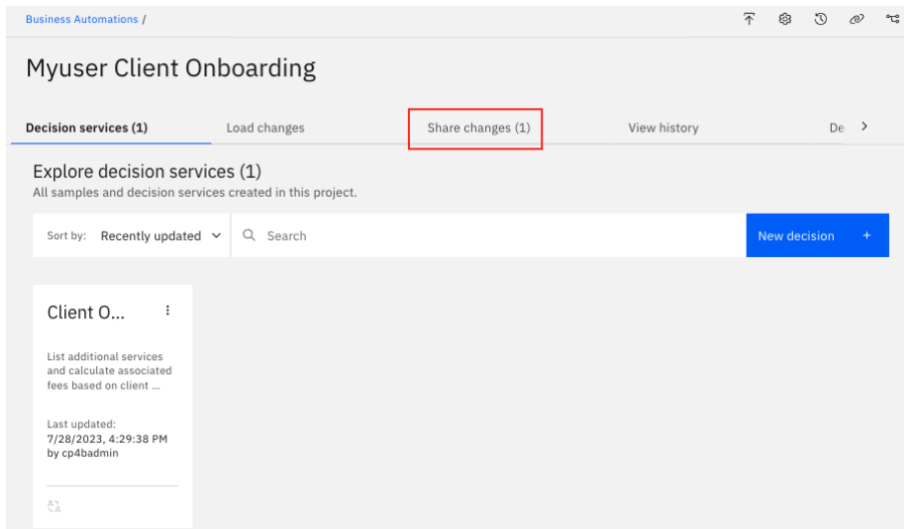 Business Automations /
Myuser Client Onboarding
Decision services (1) Load changes Share changes (1) View history De
Explore decision services (1)
All samples and decision services created in this project.
Sort by: Recently updated Search New decision +
Client O...
List additional services
and calculate associated
fees based on client ...
Last updated:
7/28/2023, 4:29:38 PM
by cp4badmin